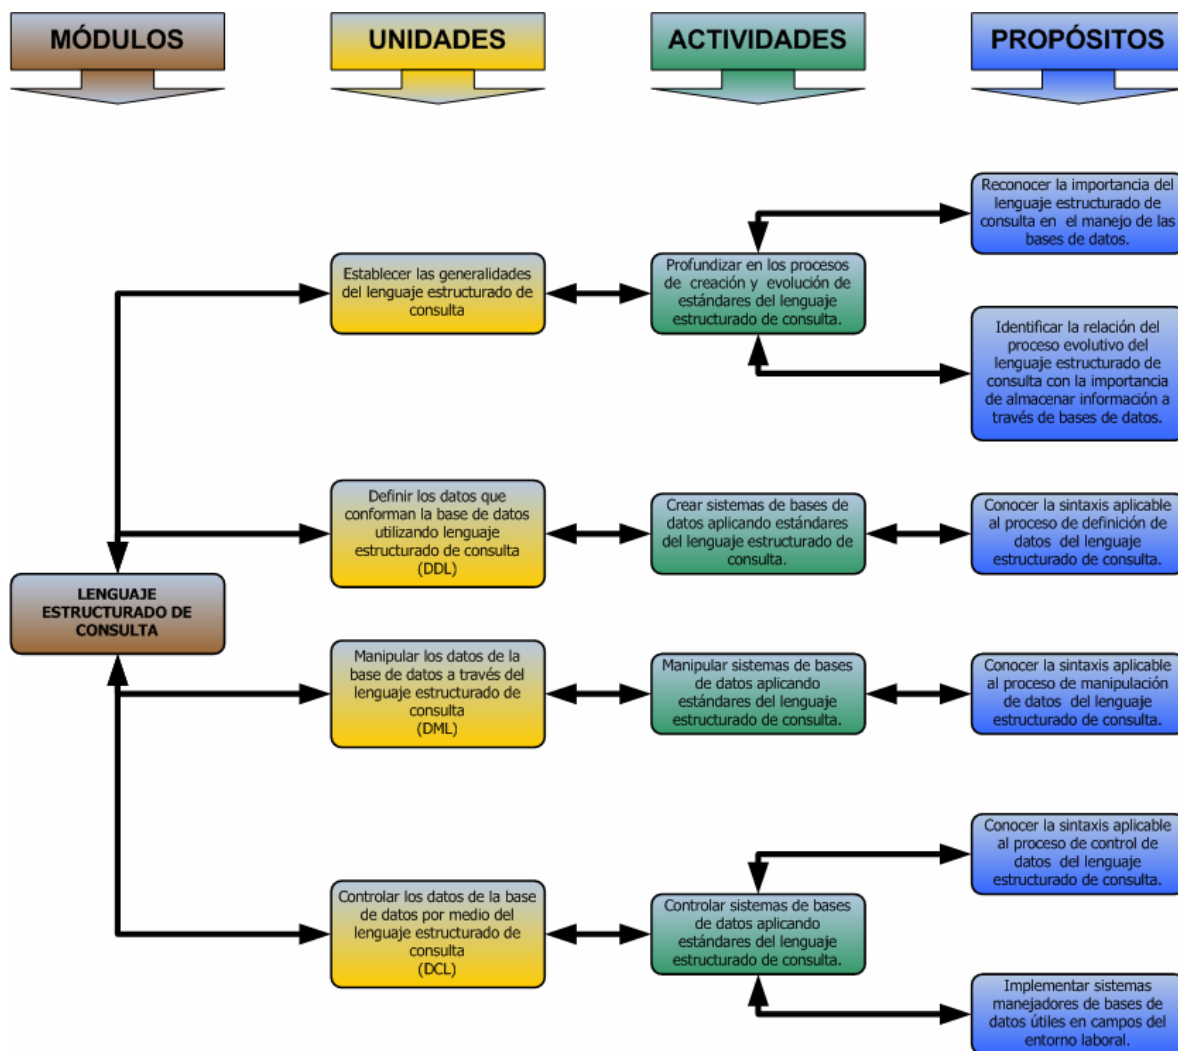 MÓDULOS
UNIDADES
ACTIVIDADES
PROPÓSITOS
Reconocer la importancia del
lenguaje estructurado de
consulta en el manejo de las
bases de datos.
Establecer las generalidades
del lenguaje estructurado de
consulta
Profundizar en los procesos
de creación y evolución de
estándares del lenguaje
estructurado de consulta.
Identificar la relación del
proceso evolutivo del
lenguaje estructurado de
consulta con la importancia
de almacenar información a
través de bases de datos.
Definir los datos que
conforman la base de datos
utilizando lenguaje
estructurado de consulta
(DDL)
Crear sistemas de bases de
datos aplicando estándares
del lenguaje estructurado de
consulta.
Conocer la sintaxis aplicable
al proceso de definición de
datos del lenguaje
estructurado de consulta.
LENGUAJE
ESTRUCTURADO DE
CONSULTA
Manipular los datos de la
base de datos a través del
lenguaje estructurado de
consulta
(DML)
Manipular sistemas de bases
de datos aplicando
estándares del lenguaje
estructurado de consulta.
Conocer la sintaxis aplicable
al proceso de manipulación
de datos del lenguaje
estructurado de consulta.
Conocer la sintaxis aplicable
al proceso de control de
datos del lenguaje
estructurado de consulta.
Controlar los datos de la base
de datos por medio del
lenguaje estructurado de
consulta
(DCL)
Controlar sistemas de bases
de datos aplicando
estándares del lenguaje
estructurado de consulta.
Implementar sistemas
manejadores de bases de
datos útiles en campos del
entorno laboral.